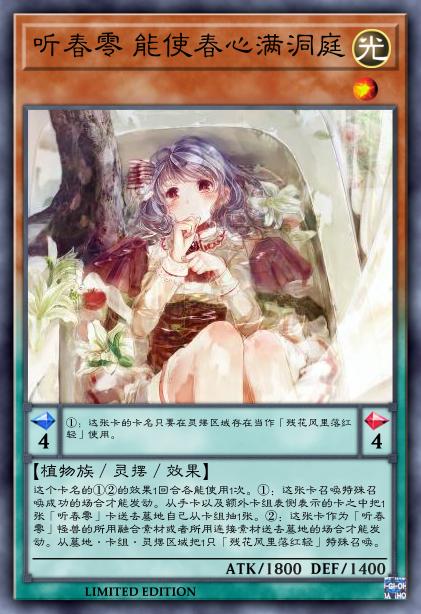 听春零 能使春心满洞庭
光
①：这张卡的卡名只要在灵摆区域存在当作「残花风里落红
轻」使用。
4
4
【植物族／灵摆／效果】
这个卡名的①②的效果1回合各能使用1次。①：这张卡召唤·特殊召
唤成功的场合才能发动。从手卡以及额外卡组表侧表示的卡之中把1
张「听春零」卡送去墓地，自己从卡组抽1张。②：这张卡作为「听春
零」怪兽的所用融合素材或者所用连接素材送去墓地的场合才能发
动。从墓地·卡组·灵摆区域把1只「残花风里落红轻」特殊召唤。
ATK/1800 DEF/1400
LIMITED EDITION